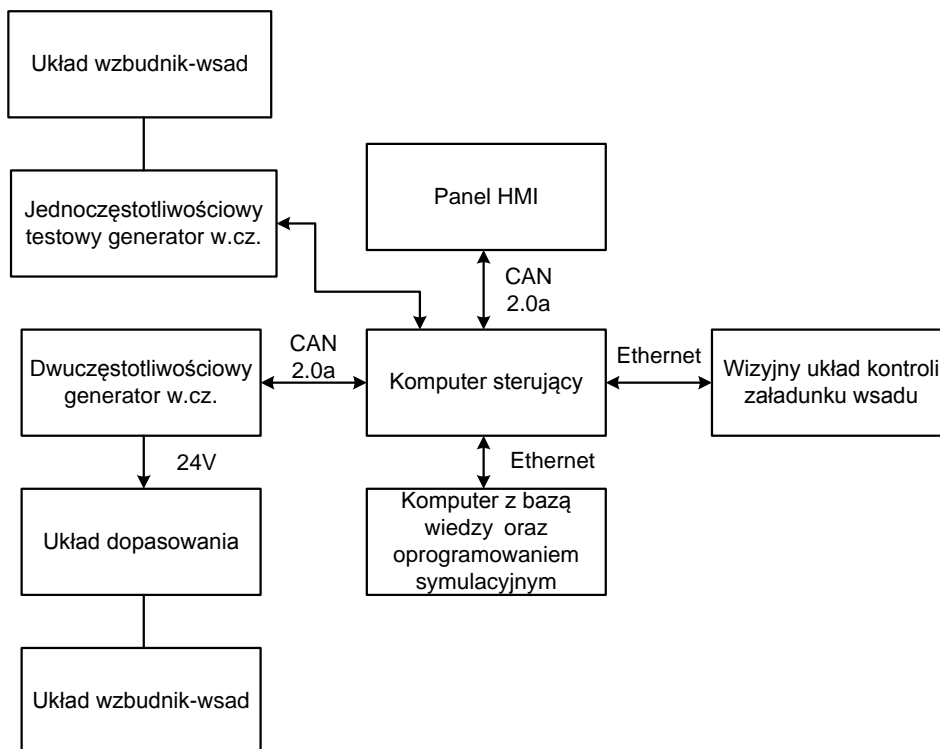 Układ wzbudnik-wsad
Jednoczęstotliwościowy
testowy generator w.cz.
Panel HMI
CAN
2.0a
Dwuczęstotliwościowy
generator w.cz.
CAN
2.0a
Komputer sterujący
Ethernet
Wizyjny układ kontroli
załadunku wsadu
24V
Ethernet
Układ dopasowania
Komputer z bazą
wiedzy oraz
oprogramowaniem
symulacyjnym
Układ wzbudnik-wsad